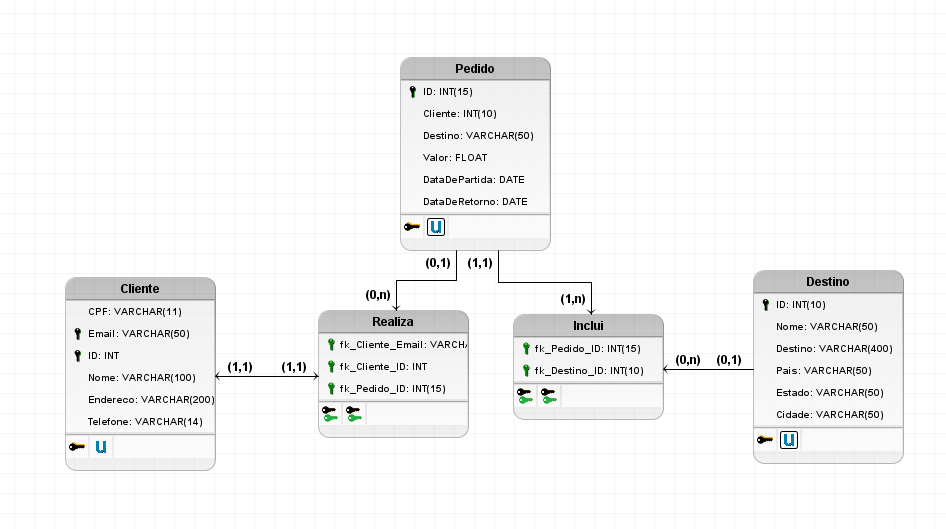 Pedido
ID: INT(15)
Cliente: INT(10)
Destino: VARCHAR(50)
Valor: FLOAT
DataDePartida: DATE
DataDeRetorno: DATE
u
(0,1)
(1,1)
(0,n)
(1,n)
Cliente
CPF: VARCHAR(11)
Email: VARCHAR(50)
ID: INT
Nome: VARCHAR(100)
Endereco: VARCHAR(200)
Telefone: VARCHAR(14)
u
(1,1)
(1,1)
Realiza
fk_Cliente_Email: VARCHA
fk_Cliente_ID: INT
fk_Pedido_ID: INT(15)
Inclui
fk_Pedido_ID: INT(15)
fk_Destino_ID: INT(10)
(0,n)
(0,1)
Destino
ID: INT(10)
Nome: VARCHAR(50)
Destino: VARCHAR(400)
Pais: VARCHAR(50)
Estado: VARCHAR(50)
Cidade: VARCHAR(50)
u